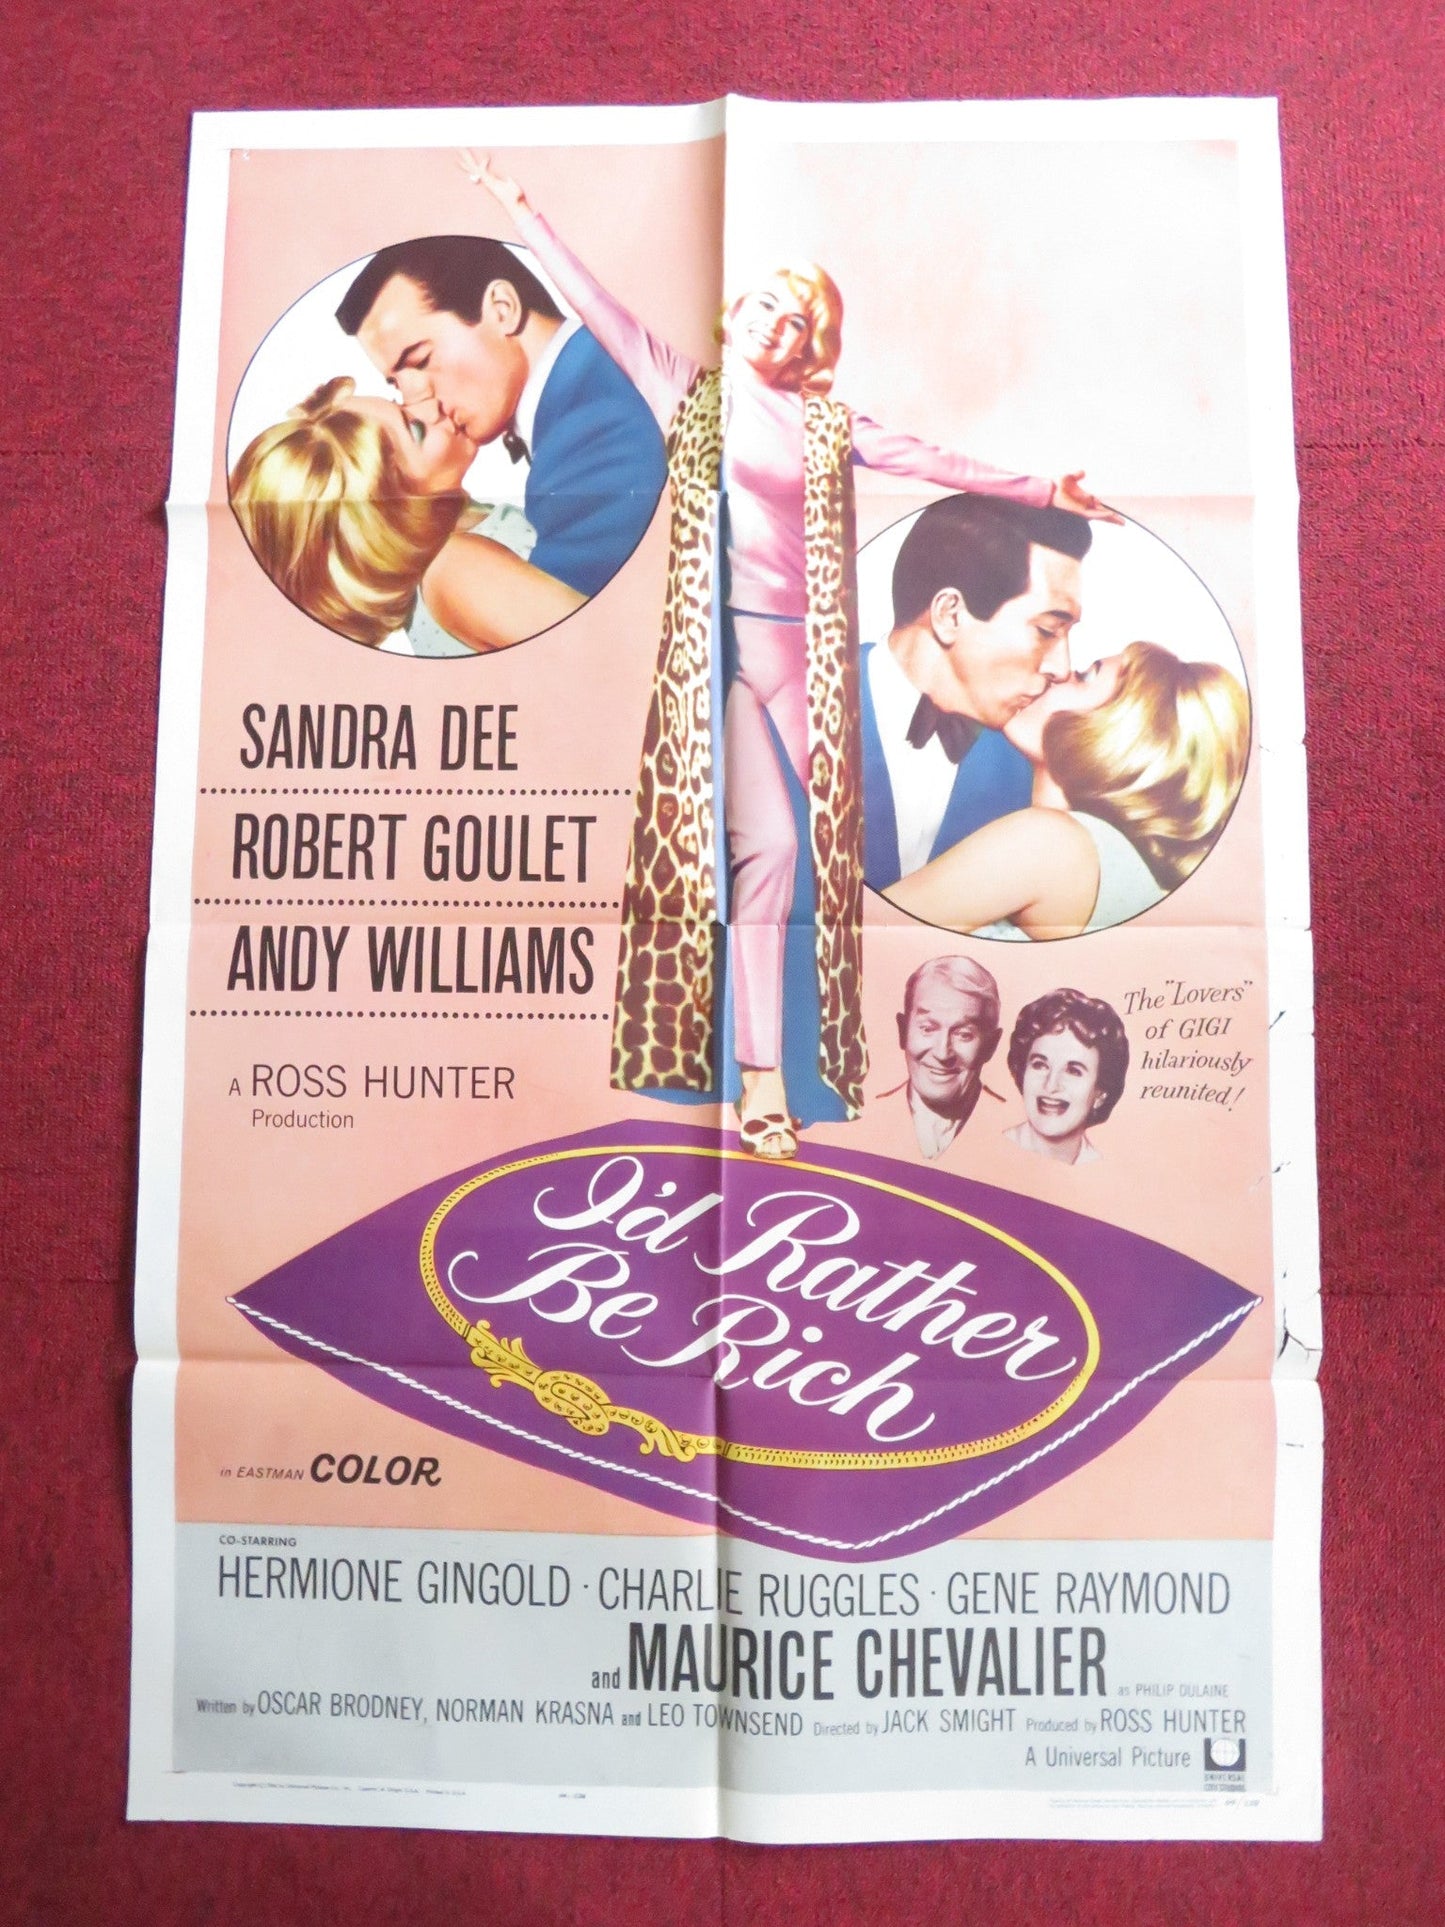 SANDRA DEE
ROBERT GOULET
ANDY WILLIAMS
A ROSS HUNTER
Production
The "Lovers"
of GIGI
hilariously
reunited!
I'd Rather
Be Rich
in EASTMAN COLOR
CO-STARRING
HERMIONE GINGOLD · CHARLIE RUGGLES · GENE RAYMOND
and MAURICE CHEVALIER as PHILIP DULAINE
Written by OSCAR BRODNEY, NORMAN KRASNA and LEO TOWNSEND Directed by JACK SMIGHT Produced by ROSS HUNTER
A Universal Picture
UNIVERSAL